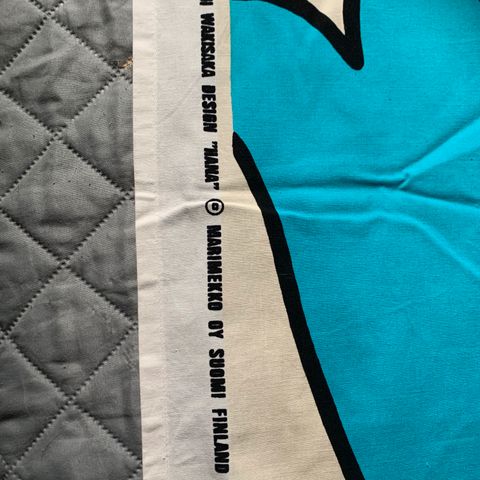 I WAKISAKA DESIGN "HANA" © MARIMEKKO OY SUOMI FINLAND